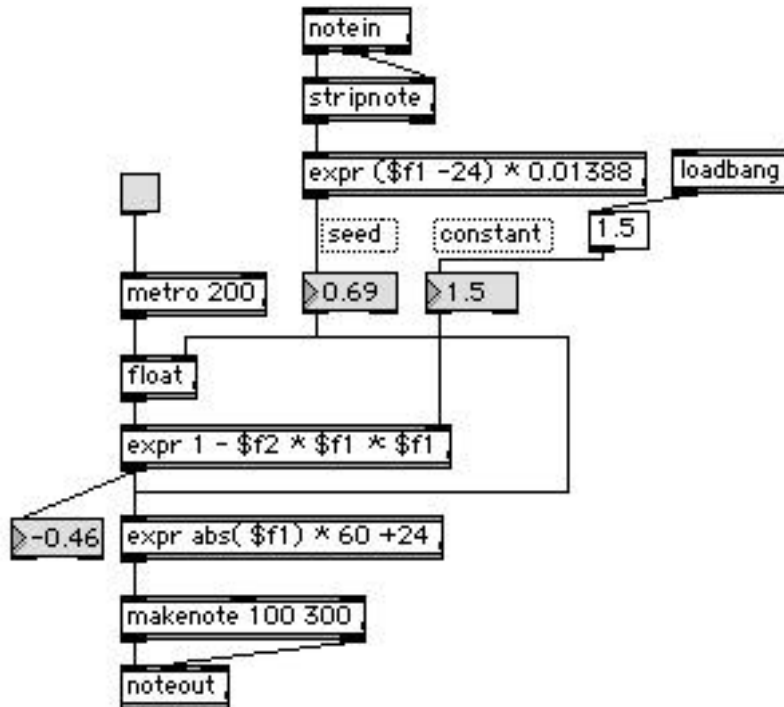 notein
stripnote
expr ($f1 -24) * 0.01388
loadbang
seed
constant
1.5
metro 200
0.69
1.5
float
expr 1 - $f2 * $f1 * $f1
-0.46
expr abs( $f1) * 60 +24
makenote 100 300
noteout